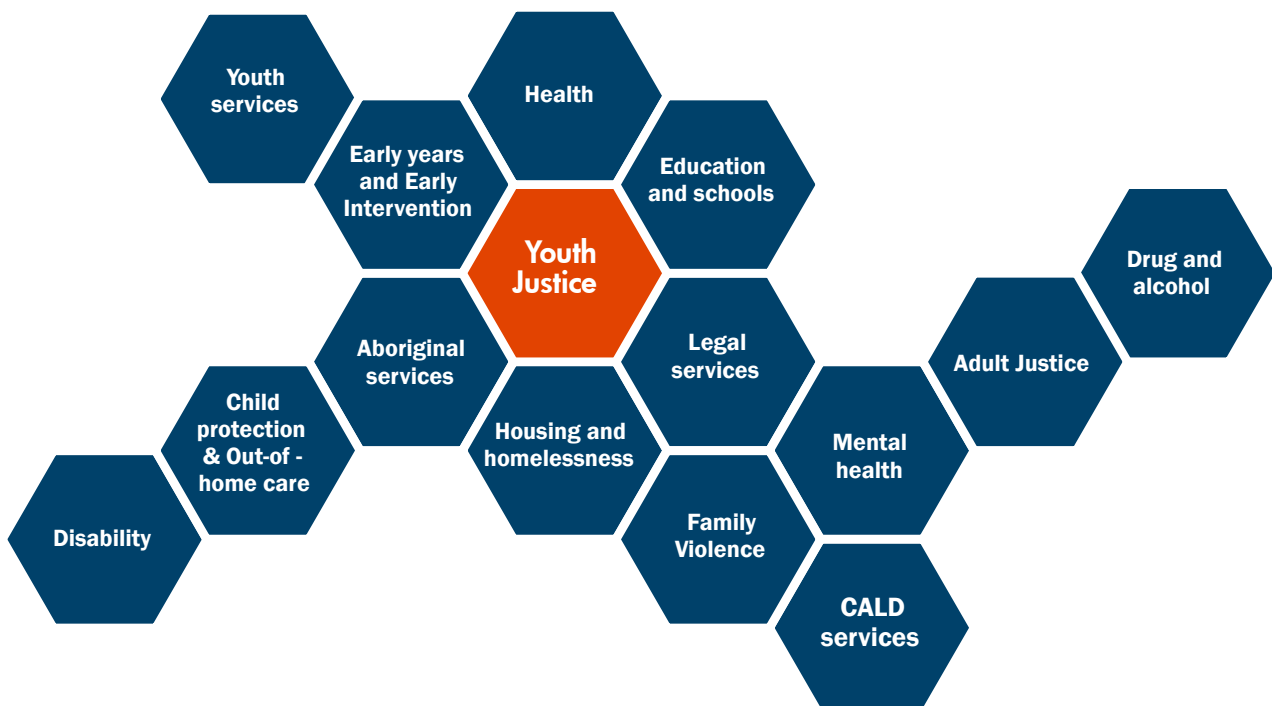 Youth
services
Health
Early years
and Early
Intervention
Education
and schools
Youth
Justice
Drug and
alcohol
Aboriginal
services
Legal
services
Adult Justice
Child
protection
& Out-of -
home care
Housing and
homelessness
Mental
health
Disability
Family
Violence
CALD
services